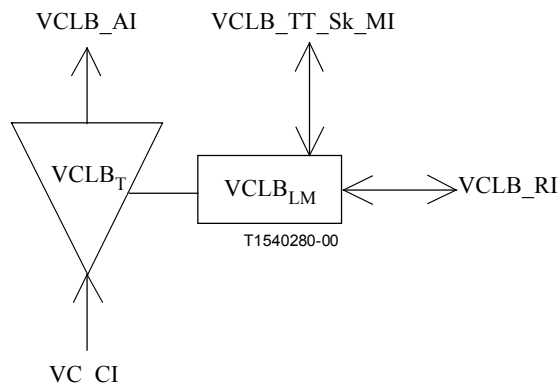 VCLB_AI
VCLB_TT_Sk_MI
VCLB_T
VCLB_LM
VCLB_RI
T1540280-00
VC_CI